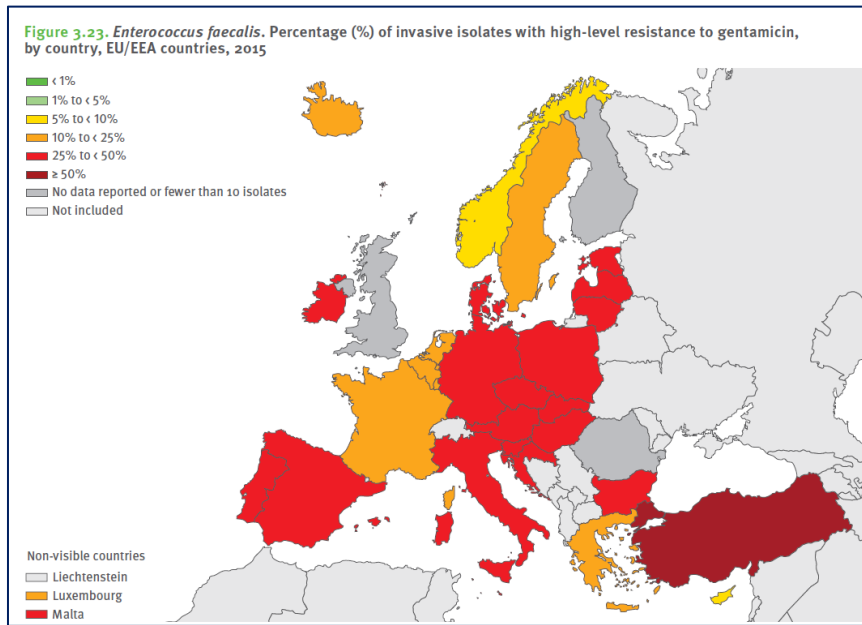 Figure 3.23. Enterococcus faecalis. Percentage (%) of invasive isolates with high-level resistance to gentamicin,
by country, EU/EEA countries, 2015
< 1%
1% to < 5%
5% to < 10%
10% to < 25%
25% to < 50%
≥ 50%
No data reported or fewer than 10 isolates
Not included
Non-visible countries
Liechtenstein
Luxembourg
Malta